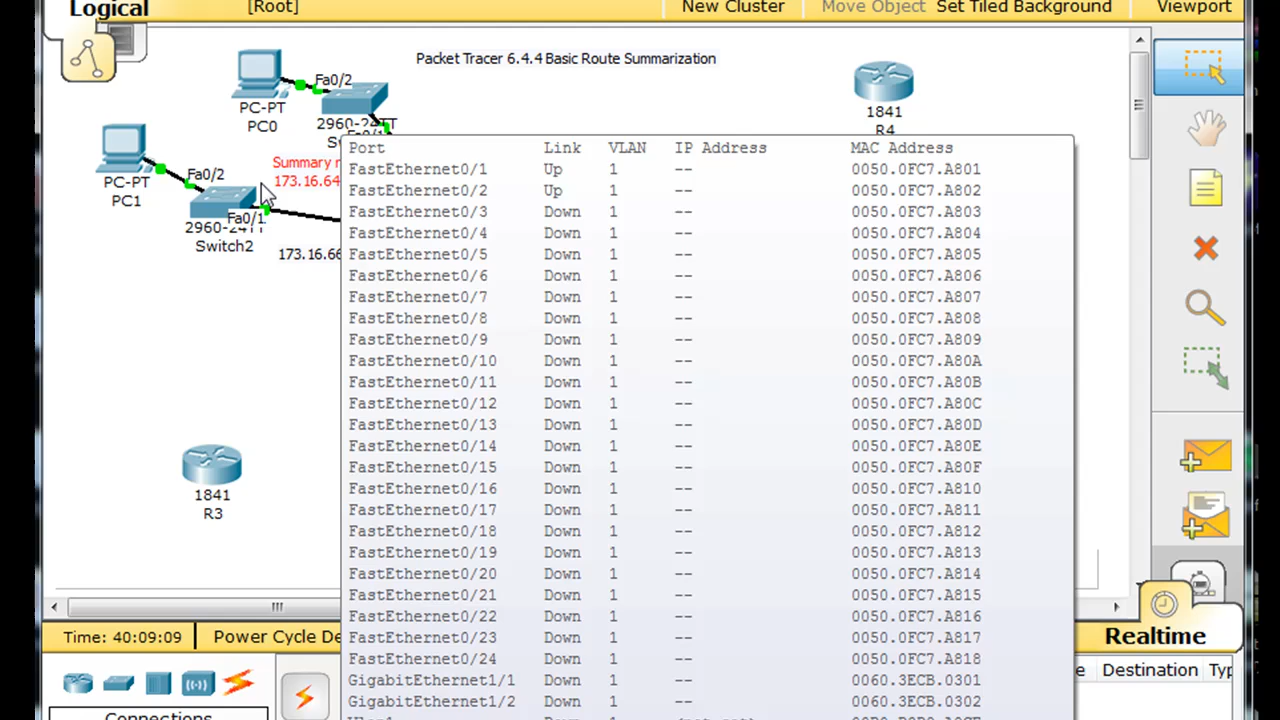 Logical
[Root]
New Cluster
Move Object
Set Tiled Background
Viewport
Packet Tracer 6.4.4 Basic Route Summarization
Fa0/2
PC-PT
PC0
2960-24TT
1841
R4
PC-PT
PC1
Fa0/2
Summary
173.16.64
Fa0/1
Switch2
173.16.66
Port Link VLAN IP Address MAC Address
FastEthernet0/1 Up 1 -- 0050.0FC7.A801
FastEthernet0/2 Up 1 -- 0050.0FC7.A802
FastEthernet0/3 Down 1 -- 0050.0FC7.A803
FastEthernet0/4 Down 1 -- 0050.0FC7.A804
FastEthernet0/5 Down 1 -- 0050.0FC7.A805
FastEthernet0/6 Down 1 -- 0050.0FC7.A806
FastEthernet0/7 Down 1 -- 0050.0FC7.A807
FastEthernet0/8 Down 1 -- 0050.0FC7.A808
FastEthernet0/9 Down 1 -- 0050.0FC7.A809
FastEthernet0/10 Down 1 -- 0050.0FC7.A80A
FastEthernet0/11 Down 1 -- 0050.0FC7.A80B
FastEthernet0/12 Down 1 -- 0050.0FC7.A80C
FastEthernet0/13 Down 1 -- 0050.0FC7.A80D
FastEthernet0/14 Down 1 -- 0050.0FC7.A80E
FastEthernet0/15 Down 1 -- 0050.0FC7.A80F
FastEthernet0/16 Down 1 -- 0050.0FC7.A810
FastEthernet0/17 Down 1 -- 0050.0FC7.A811
FastEthernet0/18 Down 1 -- 0050.0FC7.A812
FastEthernet0/19 Down 1 -- 0050.0FC7.A813
FastEthernet0/20 Down 1 -- 0050.0FC7.A814
FastEthernet0/21 Down 1 -- 0050.0FC7.A815
FastEthernet0/22 Down 1 -- 0050.0FC7.A816
FastEthernet0/23 Down 1 -- 0050.0FC7.A817
FastEthernet0/24 Down 1 -- 0050.0FC7.A818
GigabitEthernet1/1 Down 1 -- 0060.3ECB.0301
GigabitEthernet1/2 Down 1 -- 0060.3ECB.0302
1841
R3
Time: 40:09:09
Power Cycle De
Realtime
Destination
Connections